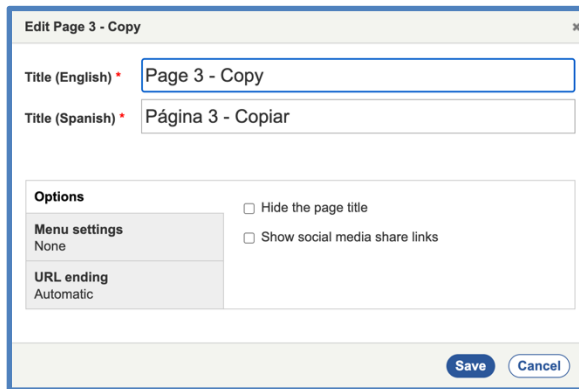 Edit Page 3 - Copy
Title (English) *
Page 3 - Copy
Title (Spanish) *
Página 3 - Copiar
Options
Menu settings
None
URL ending
Automatic
Hide the page title
Show social media share links
Save
Cancel